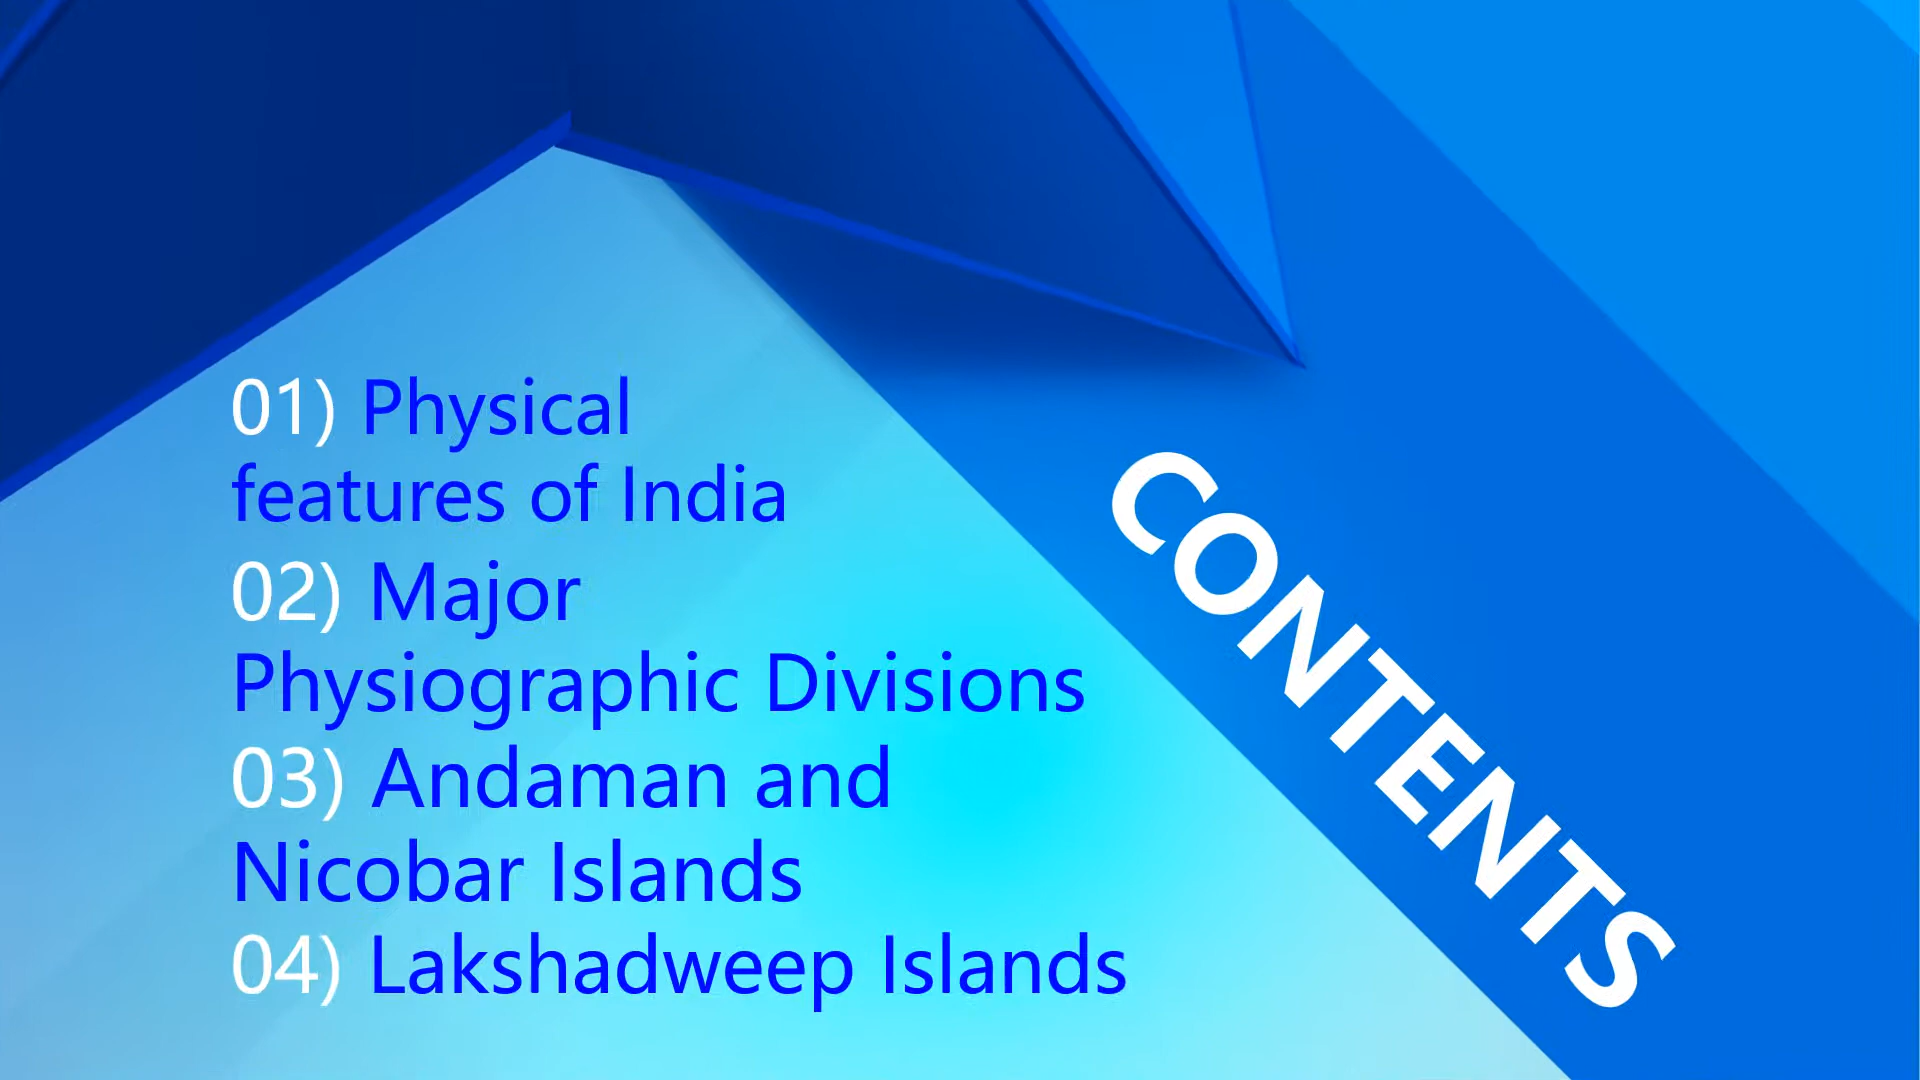 01) Physical
features of India
02) Major
Physiographic Divisions
03) Andaman and
Nicobar Islands
04) Lakshadweep Islands
CONTENTS